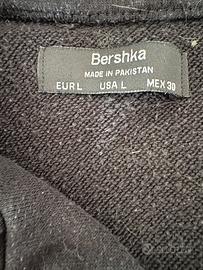 Bershka
MADE IN PAKISTAN
EUR L USA L MEX 30